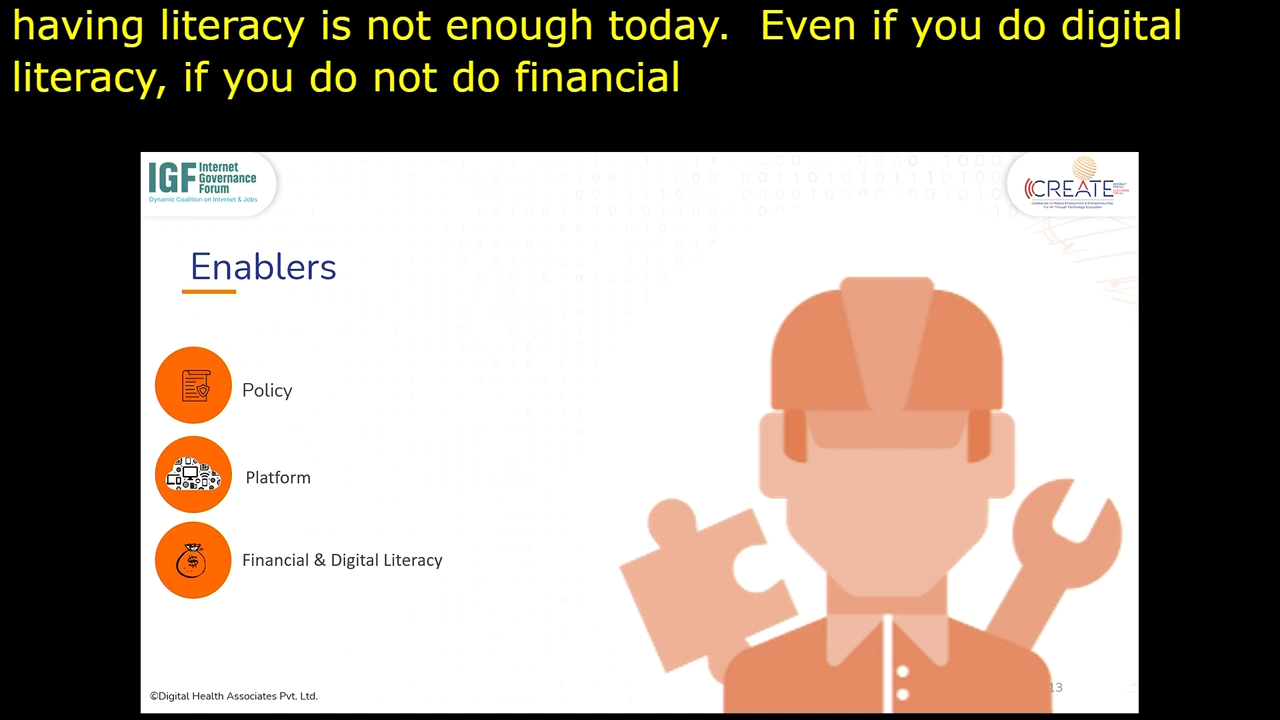 having literacy is not enough today.  Even if you do digital
literacy, if you do not do financial
IGF Internet
Governance
Forum
Dynamic Coalition on Internet & Jobs
CREATE
Enablers
Policy
Platform
Financial & Digital Literacy
©Digital Health Associates Pvt. Ltd.
13